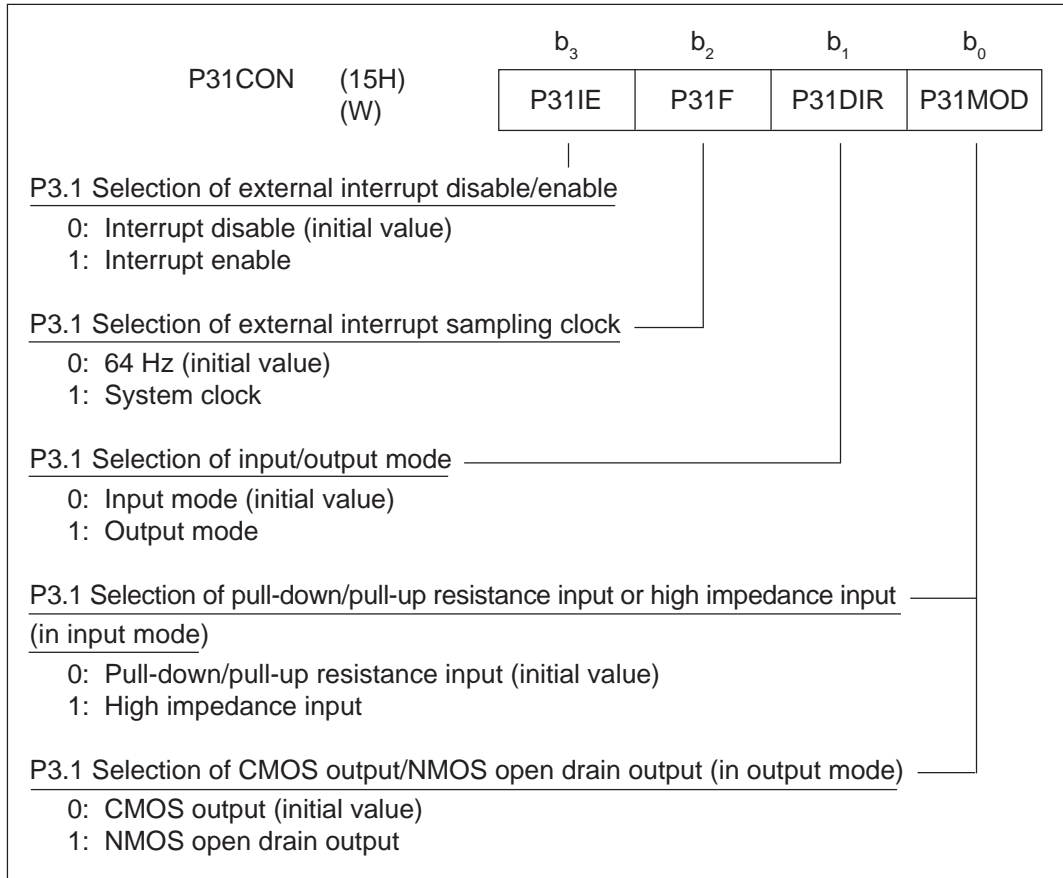 b3 b2 b1 b0
P31CON (15H)
(W)
P31IE P31F P31DIR P31MOD
P3.1 Selection of external interrupt disable/enable
0: Interrupt disable (initial value)
1: Interrupt enable
P3.1 Selection of external interrupt sampling clock
0: 64 Hz (initial value)
1: System clock
P3.1 Selection of input/output mode
0: Input mode (initial value)
1: Output mode
P3.1 Selection of pull-down/pull-up resistance input or high impedance input
(in input mode)
0: Pull-down/pull-up resistance input (initial value)
1: High impedance input
P3.1 Selection of CMOS output/NMOS open drain output (in output mode)
0: CMOS output (initial value)
1: NMOS open drain output